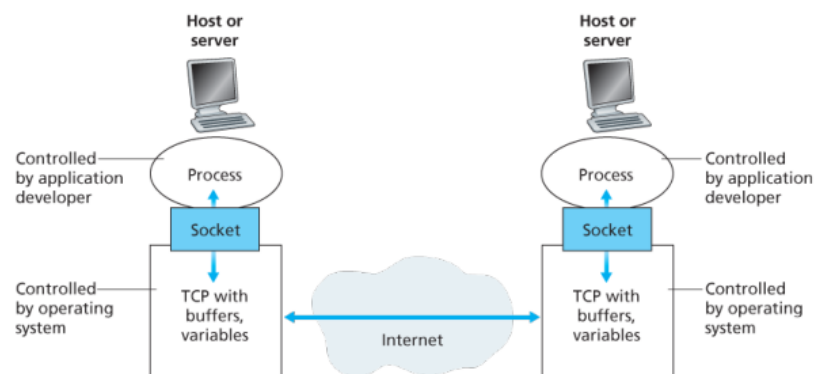 Host or
server
Host or
server
Controlled
by application
developer
Process
Process
Controlled
by application
developer
Socket
Socket
Controlled
by operating
system
TCP with
buffers,
variables
Internet
TCP with
buffers,
variables
Controlled
by operating
system